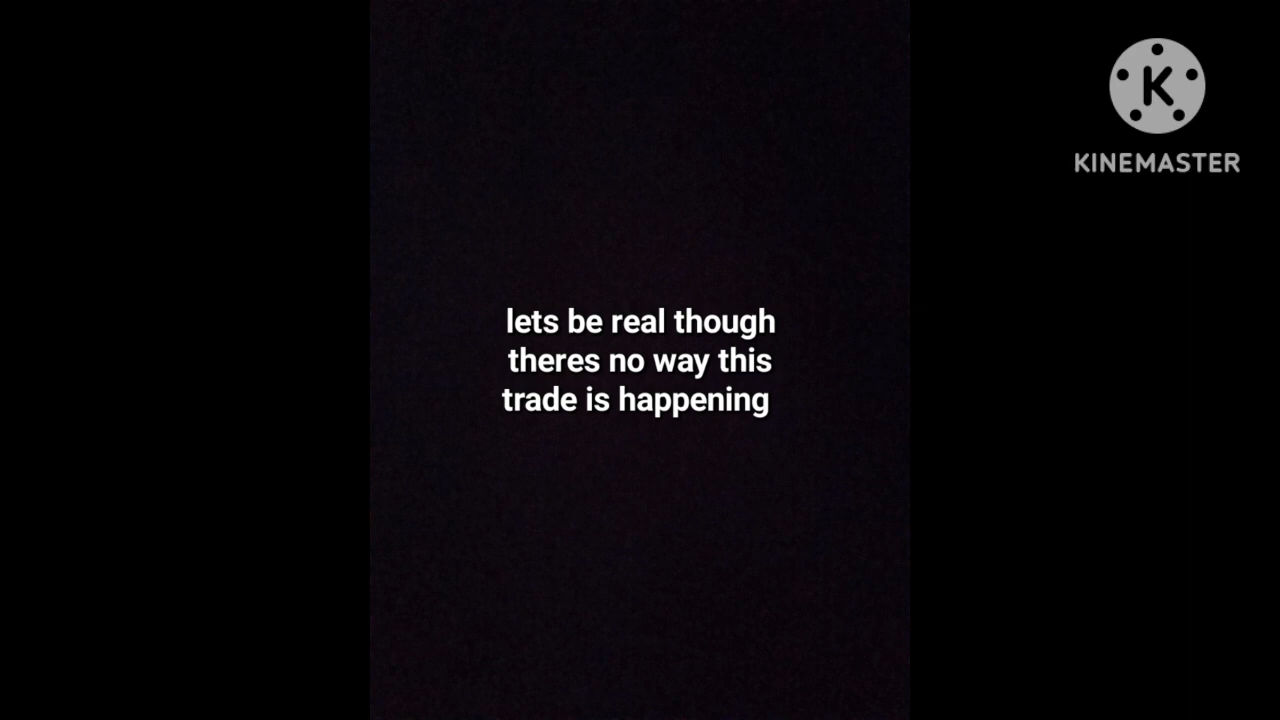 KINEMASTER
lets be real though
theres no way this
trade is happening